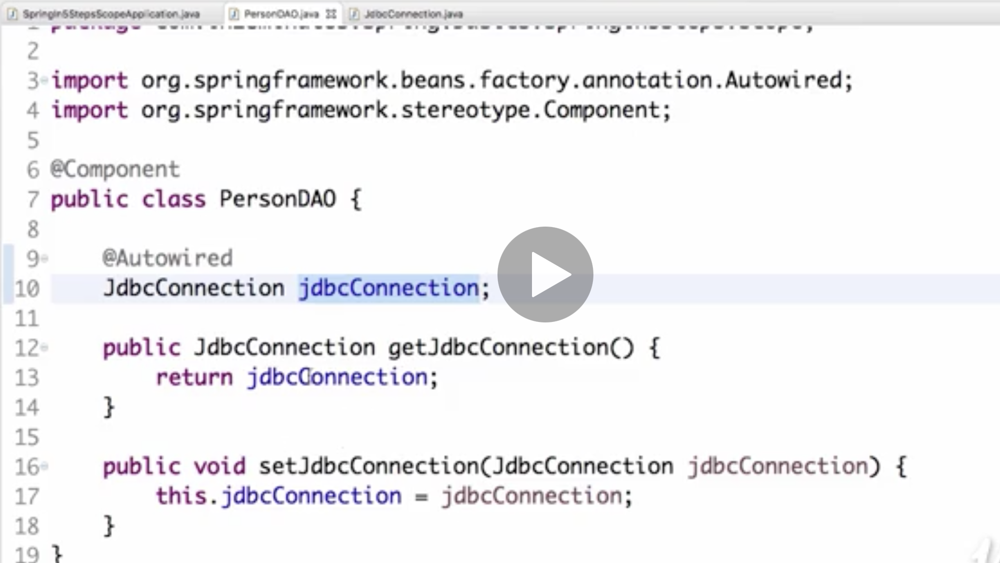 SpringIn5StepsScopeApplication.java PersonDAO.java JdbcConnection.java
1 package
2
3 import org.springframework.beans.factory.annotation.Autowired;
4 import org.springframework.stereotype.Component;
5
6 @Component
7 public class PersonDAO {
8
9 @Autowired
10 JdbcConnection jdbcConnection;
11
12 public JdbcConnection getJdbcConnection() {
13 return jdbcConnection;
14 }
15
16 public void setJdbcConnection(JdbcConnection jdbcConnection) {
17 this.jdbcConnection = jdbcConnection;
18 }
19 }